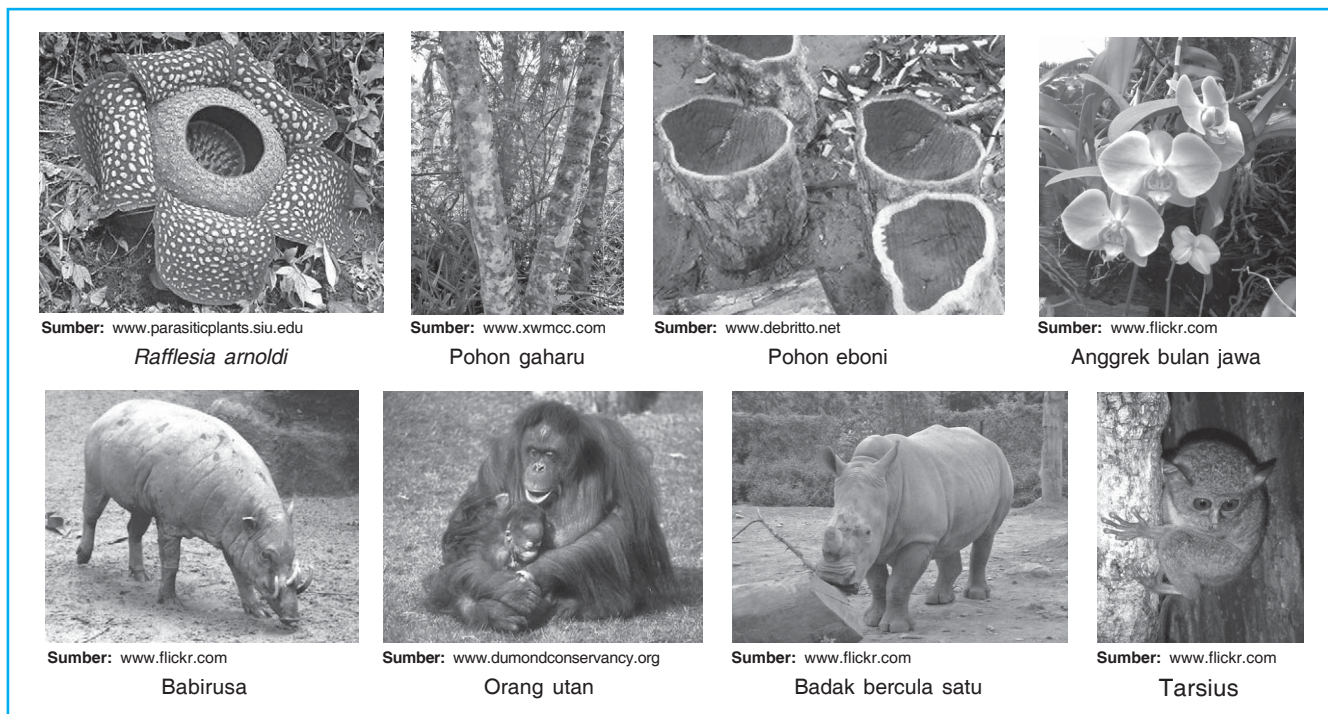 Sumber: www.parasiticplants.siu.edu
Rafflesia arnoldi
Sumber: www.xwmcc.com
Pohon gaharu
Sumber: www.debritto.net
Pohon eboni
Sumber: www.flickr.com
Anggrek bulan jawa
Sumber: www.flickr.com
Babirusa
Sumber: www.dumondconservancy.org
Orang utan
Sumber: www.flickr.com
Badak bercula satu
Sumber: www.flickr.com
Tarsius